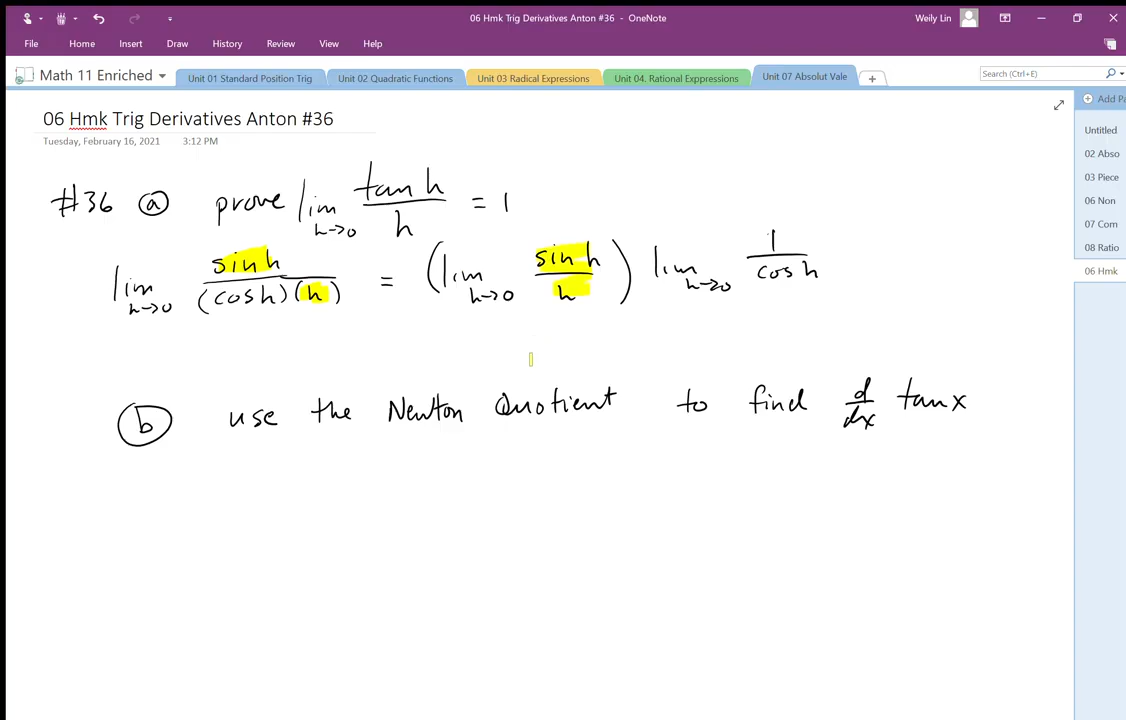 06 Hmk Trig Derivatives Anton #36 - OneNote
Weily Lin
File Home Insert Draw History Review View Help
Math 11 Enriched
Unit 01 Standard Position Trig
Unit 02 Quadratic Functions
Unit 03 Radical Expressions
Unit 04. Rational Exppressions
Unit 07 Absolut Vale
Search (Ctrl+E)
06 Hmk Trig Derivatives Anton #36
Tuesday, February 16, 2021 3:12 PM
Add Pa
Untitled
02 Abso
03 Piece
06 Non
07 Com
08 Ratio
06 Hmk
#36 ⓐ prove lim h→0 tan h / h = 1
lim h→0 sin h / (cos h)(h) = (lim h→0 sin h / h) lim h→0 1 / cos h
ⓑ use the Newton Quotient to find d/dx tan x